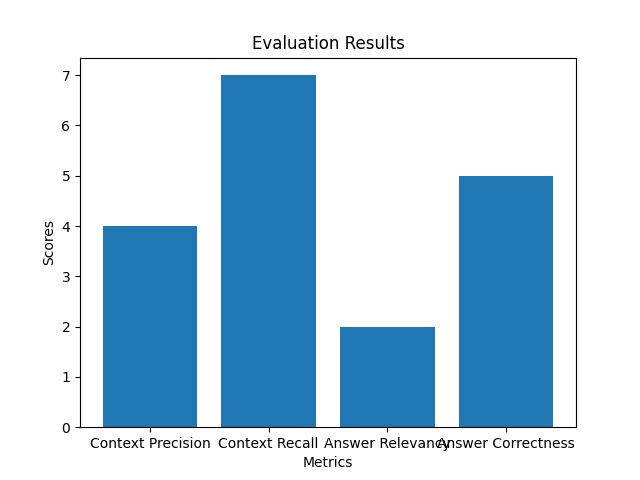 Evaluation Results
7
6
5
4
3
2
1
0
Scores
Context Precision
Context Recall
Answer Relevancy
Answer Correctness
Metrics